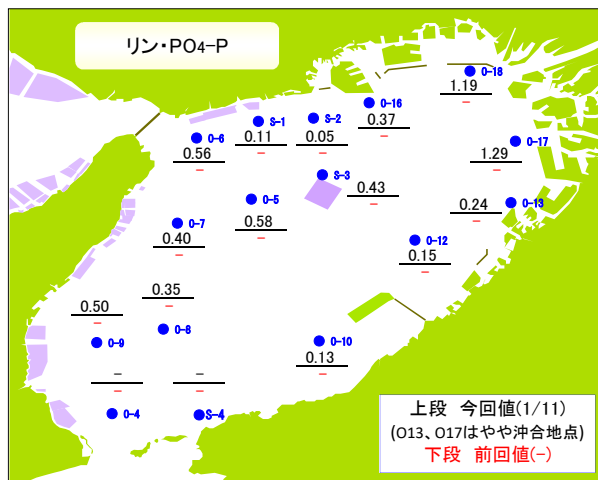 リン・PO4-P
O-18
1.19
-
O-16
0.37
-
S-2
0.05
-
S-1
0.11
-
O-6
0.56
-
O-17
1.29
-
S-3
0.43
-
O-5
0.58
-
O-13
0.24
-
O-7
0.40
-
O-12
0.15
-
0.35
-
O-8
0.50
-
O-9
O-10
0.13
-
-
-
O-4
-
-
S-4
上段 今回値(1/11)
(O13、O17はやや沖合地点)
下段 前回値(-)